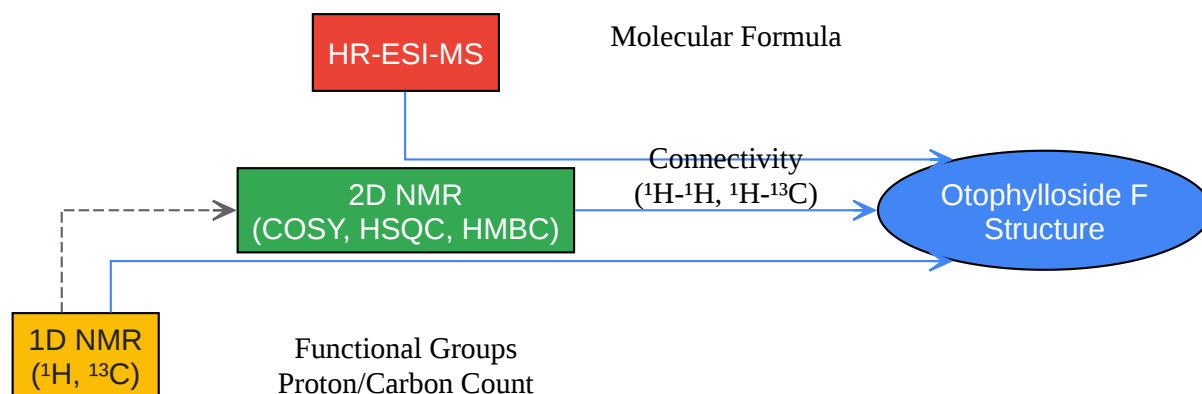 HR-ESI-MS
Molecular Formula
Connectivity
(¹H-¹H, ¹H-¹³C)
2D NMR
(COSY, HSQC, HMBC)
Otophylloside F
Structure
1D NMR
(¹H, ¹³C)
Functional Groups
Proton/Carbon Count